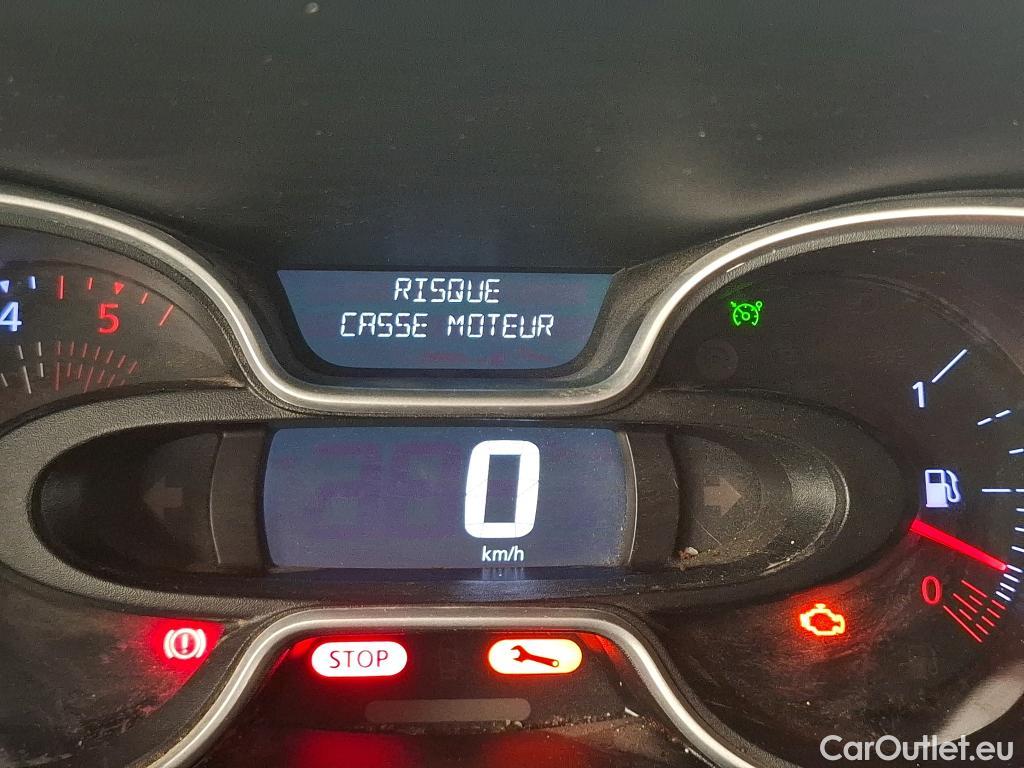 RISQUE
CASSE MOTEUR
4
5
1
0
km/h
0
STOP
CarOutlet.eu